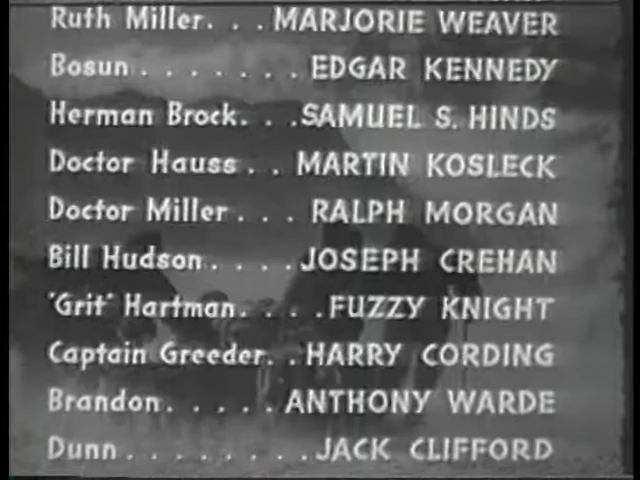 Ruth Miller. . . MARJORIE WEAVER
Bosun . . . . . . . EDGAR KENNEDY
Herman Brock. . .SAMUEL S. HINDS
Doctor Hauss . . MARTIN KOSLECK
Doctor Miller . . . RALPH MORGAN
Bill Hudson . . . . JOSEPH CREHAN
'Grit' Hartman. . . .FUZZY KNIGHT
Captain Greeder. .HARRY CORDING
Brandon. . . . . ANTHONY WARDE
Dunn . . . . . . . .JACK CLIFFORD